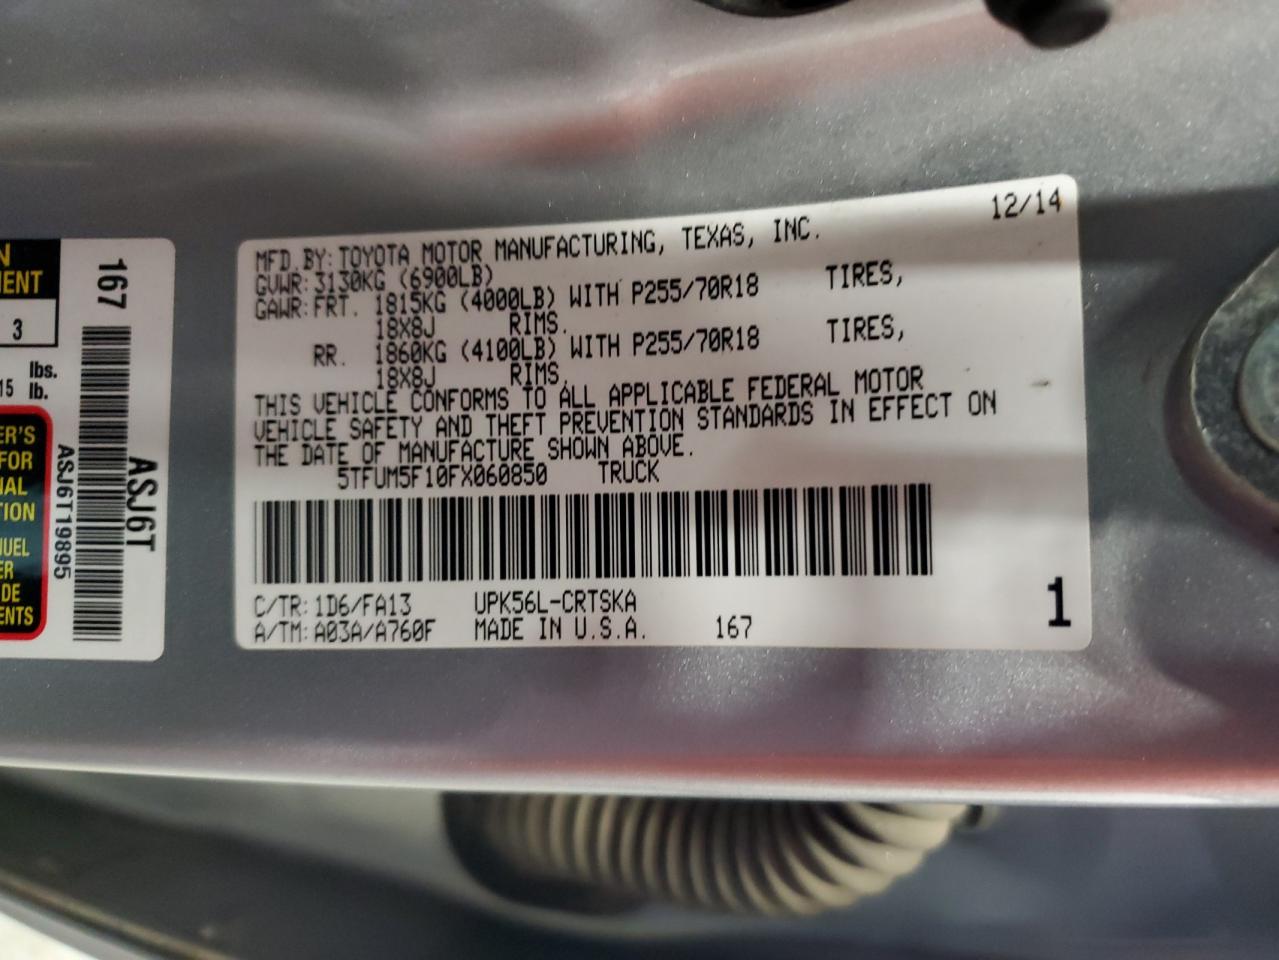 12/14
MFD.BY:TOYOTA MOTOR MANUFACTURING, TEXAS, INC.
GVWR:3130KG (6900LB)
GAWR:FRT. 1815KG (4000LB) WITH P255/70R18 TIRES,
18X8J RIMS.
RR. 1860KG (4100LB) WITH P255/70R18 TIRES,
18X8J RIMS.
THIS VEHICLE CONFORMS TO ALL APPLICABLE FEDERAL MOTOR
VEHICLE SAFETY AND THEFT PREVENTION STANDARDS IN EFFECT ON
THE DATE OF MANUFACTURE SHOWN ABOVE.
5TFUM5F10FX060850 TRUCK
C/TR:1D6/FA13 UPK56L-CRTSKA
A/TM:A03A/A760F MADE IN U.S.A. 167
1
167
ASJ6T
ASJ6T19895
3
lbs.
lb.